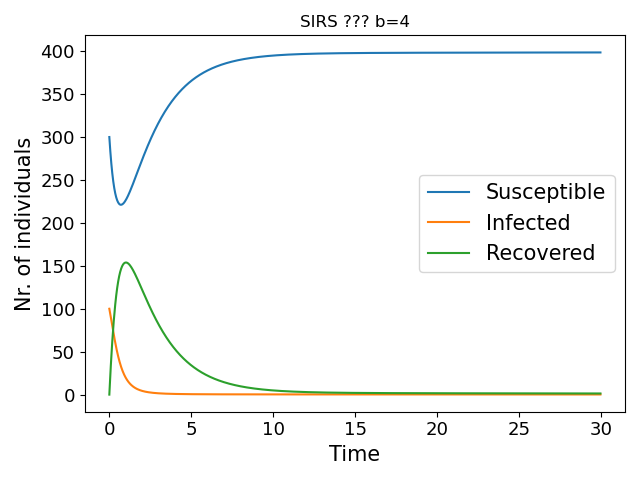 SIRS ??? b=4
400
350
300
250
200
150
100
50
0
Nr. of individuals
Susceptible
Infected
Recovered
0 5 10 15 20 25 30
Time